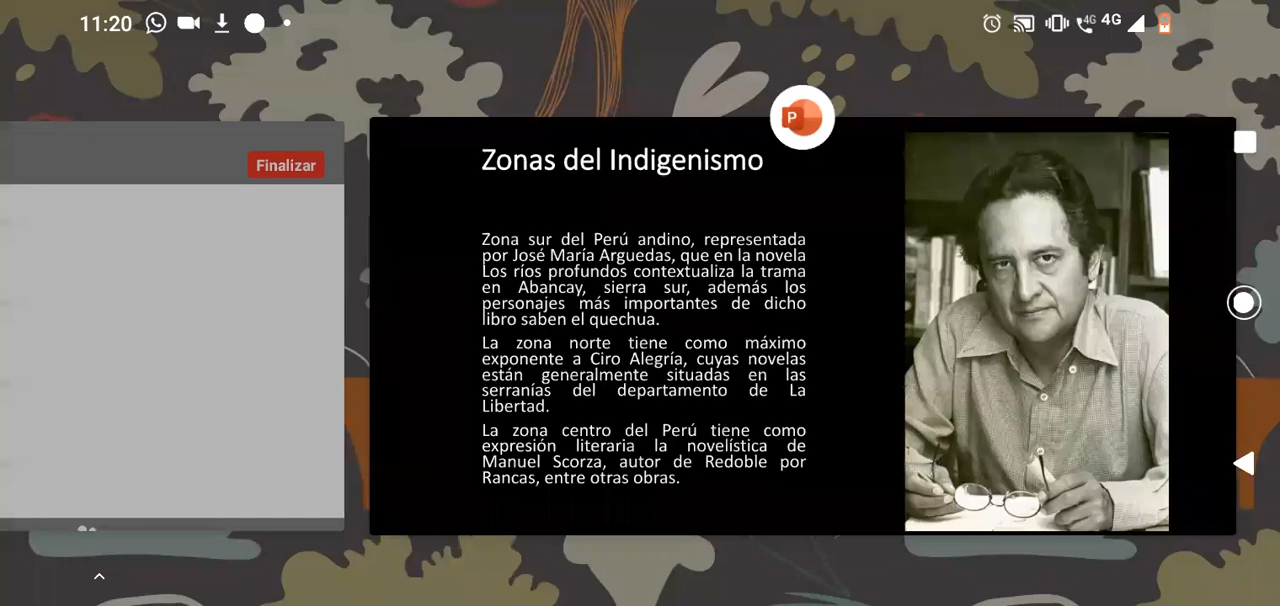 11:20
4G
4G
Finalizar
P
Zonas del Indigenismo
Zona sur del Perú andino, representada
por José María Arguedas, que en la novela
Los ríos profundos contextualiza la trama
en Abancay, sierra sur, además los
personajes más importantes de dicho
libro saben el quechua.
La zona norte tiene como máximo
exponente a Ciro Alegría, cuyas novelas
están generalmente situadas en las
serranías del departamento de La
Libertad.
La zona centro del Perú tiene como
expresión literaria la novelística de
Manuel Scorza, autor de Redoble por
Rancas, entre otras obras.